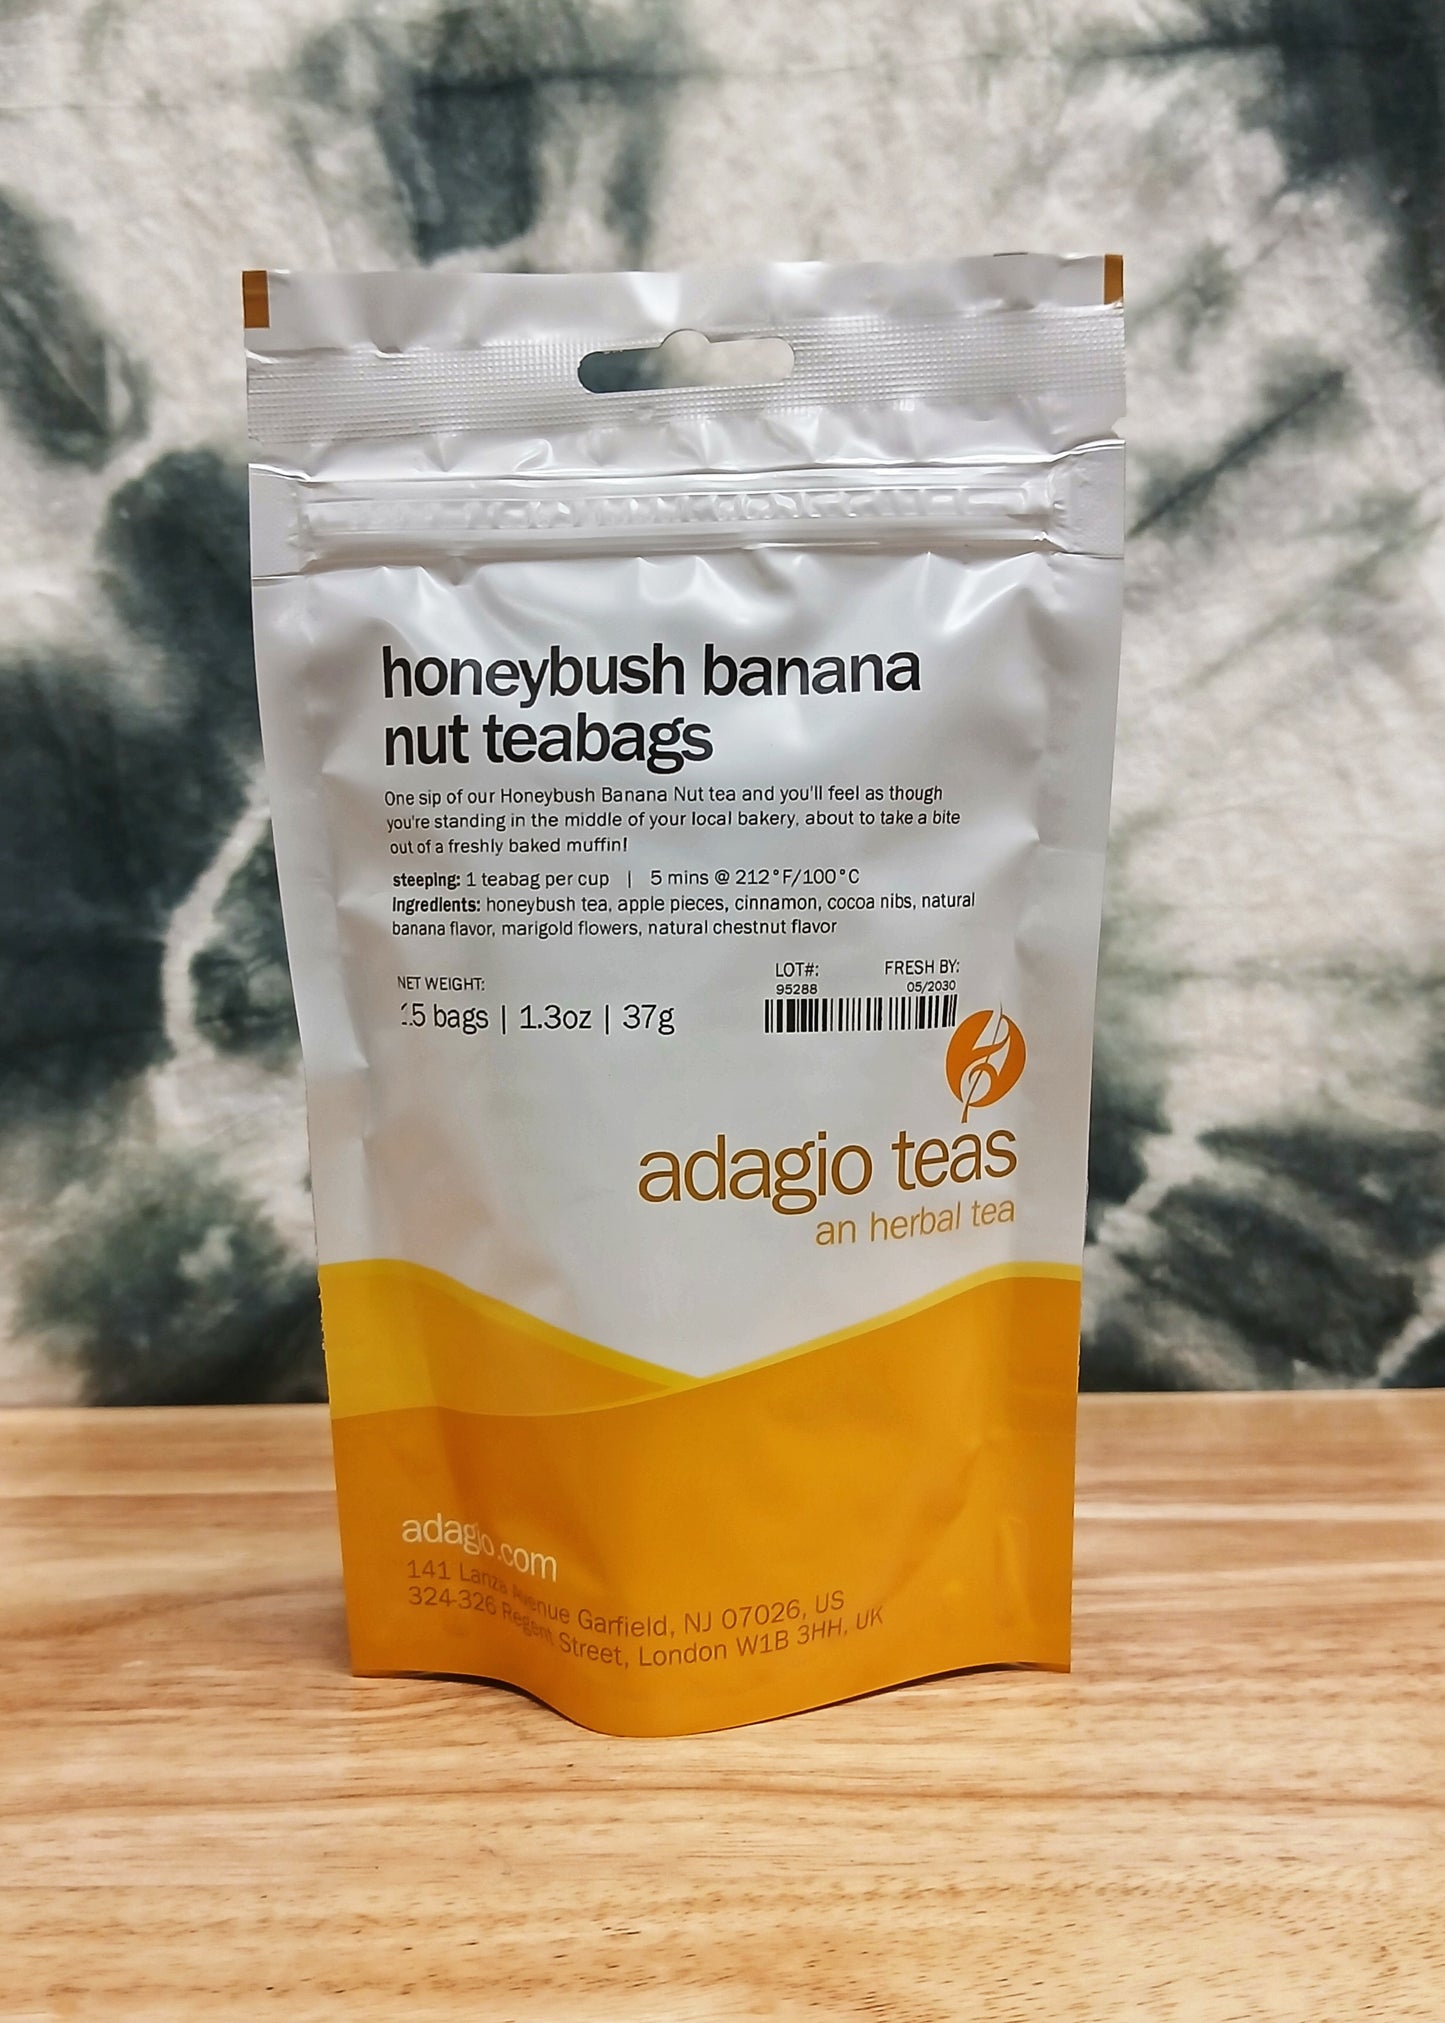 honeybush banana
nut teabags
One sip of our Honeybush Banana Nut tea and you'll feel as though
you're standing in the middle of your local bakery, about to take a bite
out of a freshly baked muffin!
steeping: 1 teabag per cup | 5 mins @ 212°F/100°C
Ingredients: honeybush tea, apple pieces, cinnamon, cocoa nibs, natural
banana flavor, marigold flowers, natural chestnut flavor
NET WEIGHT:
15 bags | 1.3oz | 37g
LOT#: FRESH BY:
95288 05/2030
adagio teas
an herbal tea
adagio.com
141 Lanza Avenue Garfield, NJ 07026, US
324-326 Regent Street, London W1B 3HH, UK